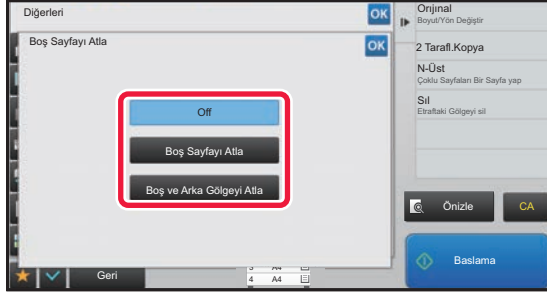 Diğerleri
OK
Boş Sayfayı Atla
OK
Off
Boş Sayfayı Atla
Boş ve Arka Gölgeyi Atla
Geri
A4
4 A4
Orijinal
Boyut/Yön Değiştir
2 Tarafl.Kopya
N-Üst
Çoklu Sayfaları Bir Sayfa yap
Sıl
Etraftaki Gölgeyi sil
Önizle
CA
Baslama